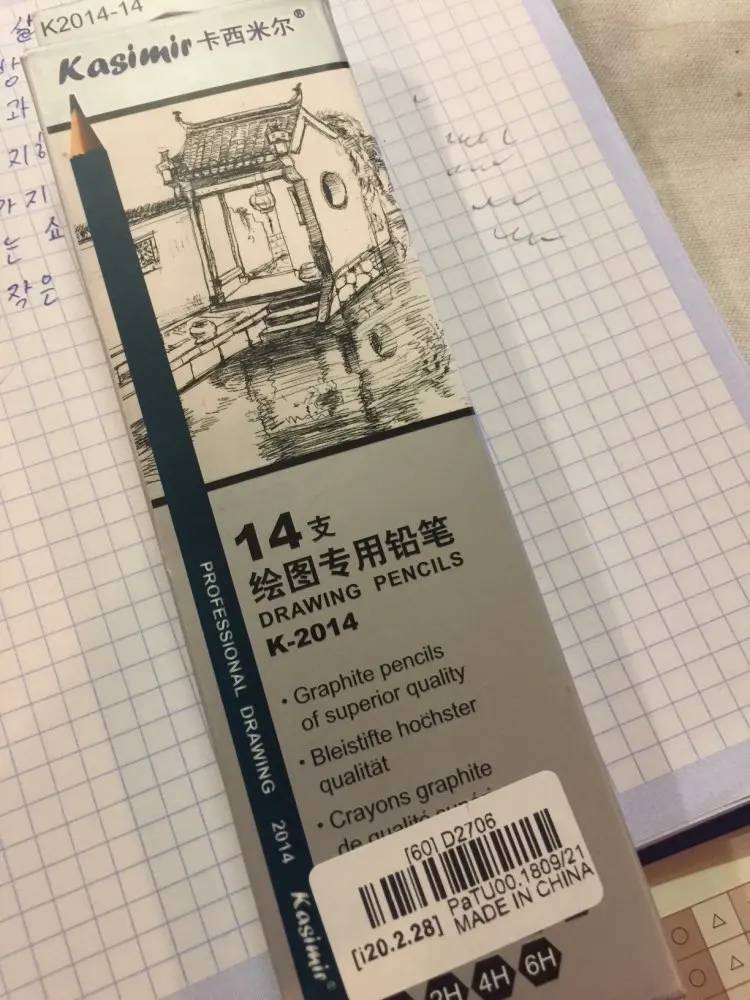 K2014-14
Kasimir 卡西米尔®
14支
绘图专用铅笔
DRAWING PENCILS
K-2014
• Graphite pencils
of superior quality
• Bleistifte hochster
qualität
• Crayons graphite
de qualité
PROFESSIONAL DRAWING 2014 Kasimir®
[60] D2706
PaTU00.1809/21
[i20.2.28] MADE IN CHINA
2H 4H 6H
과
가지
는
작은